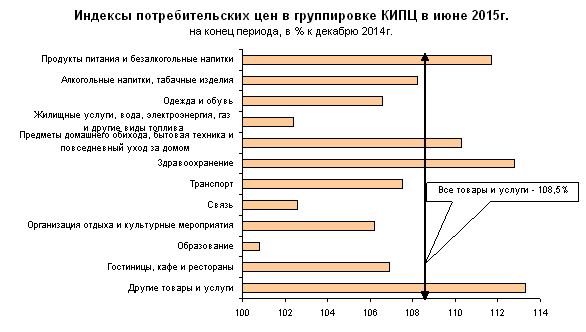 Индексы потребительских цен в группировке КИПЦ в июне 2015г.
на конец периода, в % к декабрю 2014г.
Продукты питания и безалкогольные напитки
Алкогольные напитки, табачные изделия
Одежда и обувь
Жилищные услуги, вода, электроэнергия, газ
и другие виды топлива
Предметы домашнего обихода, бытовая техника и
повседневный уход за домом
Здравоохранение
Транспорт
Все товары и услуги - 108,5%
Связь
Организация отдыха и культурные мероприятия
Образование
Гостиницы, кафе и рестораны
Другие товары и услуги
100 102 104 106 108 110 112 114